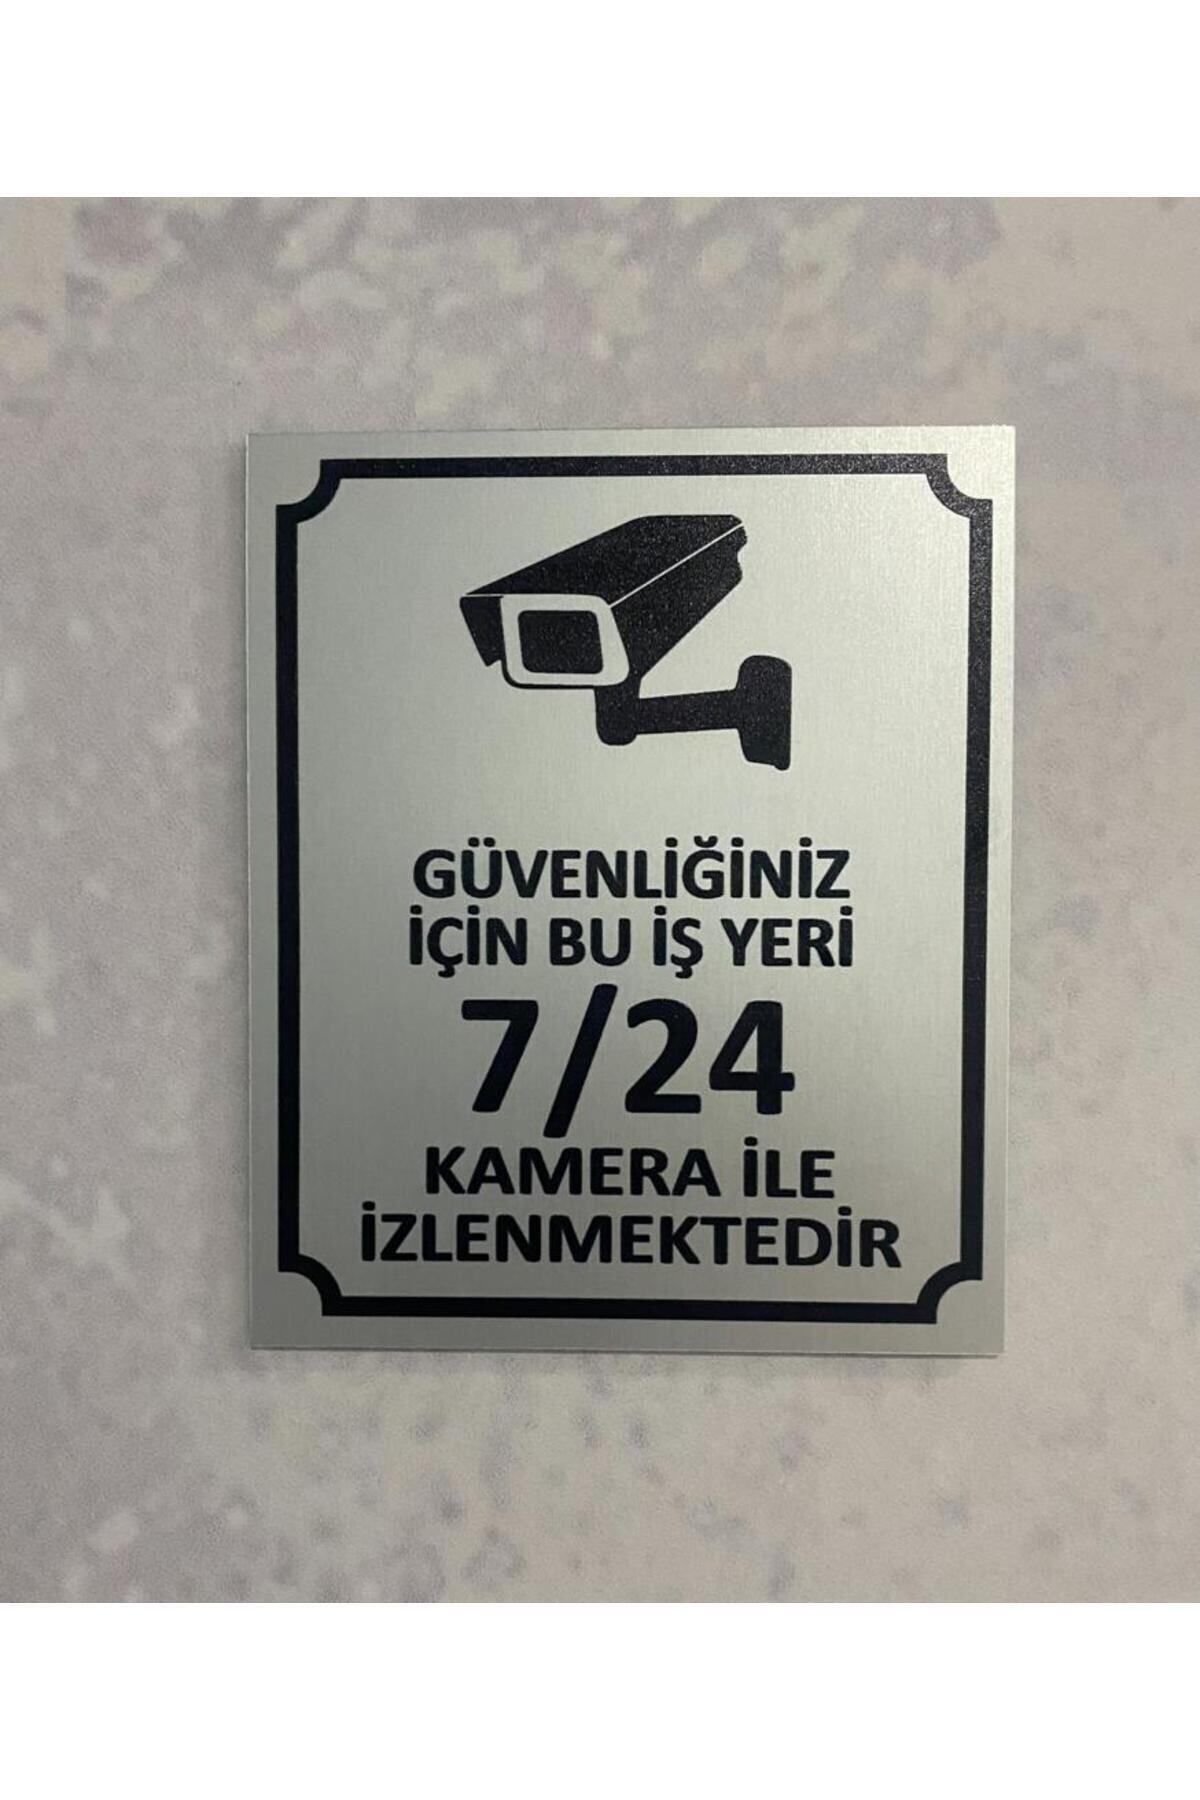 GÜVENLİĞİNİZ
İÇİN BU İŞ YERİ
7/24
KAMERA İLE
İZLENMEKTEDİR